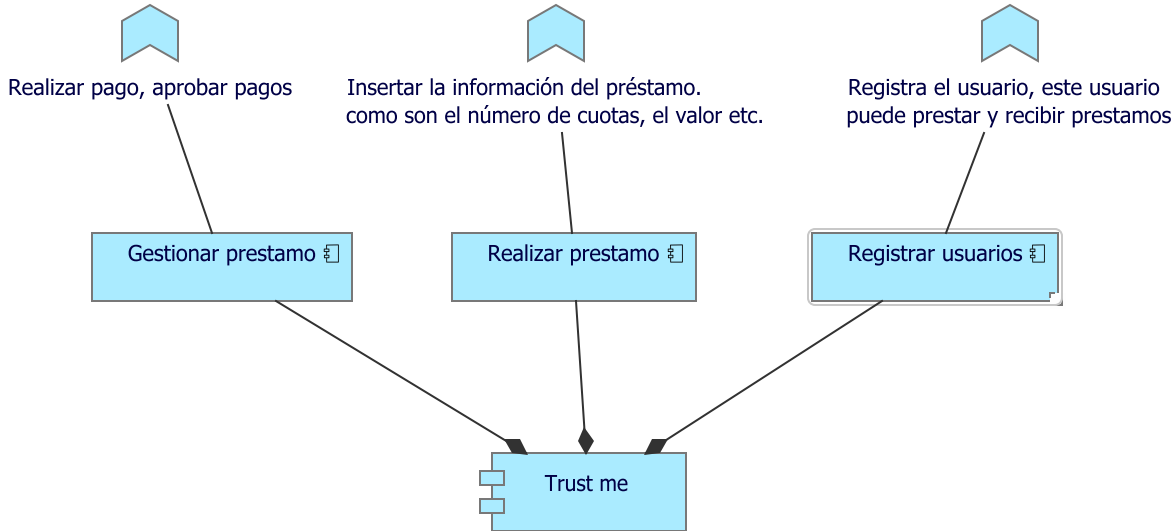 Realizar pago, aprobar pagos
Insertar la información del préstamo.
como son el número de cuotas, el valor etc.
Registra el usuario, este usuario
puede prestar y recibir prestamos
Gestionar prestamo
Realizar prestamo
Registrar usuarios
Trust me